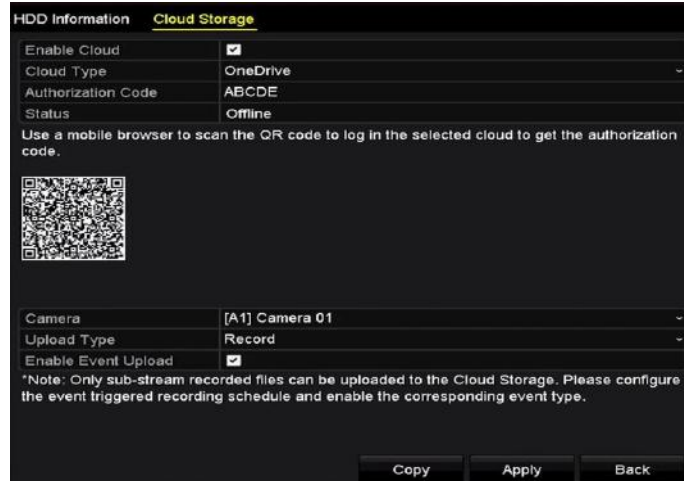 HDD Information Cloud Storage
Enable Cloud
Cloud Type OneDrive
Authorization Code ABCDE
Status Offline
Use a mobile browser to scan the QR code to log in the selected cloud to get the authorization
code.
Camera [A1] Camera 01
Upload Type Record
Enable Event Upload
*Note: Only sub-stream recorded files can be uploaded to the Cloud Storage. Please configure
the event triggered recording schedule and enable the corresponding event type.
Copy Apply Back